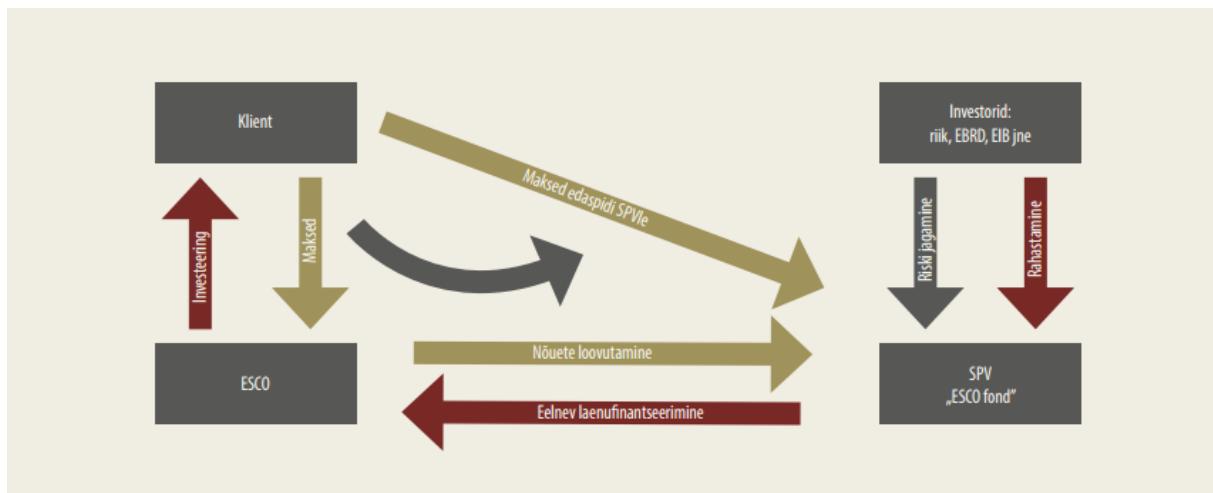 Klient
Investorid:
riik, EBRD, EIB jne
Maksed edaspidi SPVle
Investeering
Maksed
Riski jagamine
Rahastamine
Nõuete loovutamine
ESCO
SPV
„ESCO fond”
Eelnev laenufinantseerimine